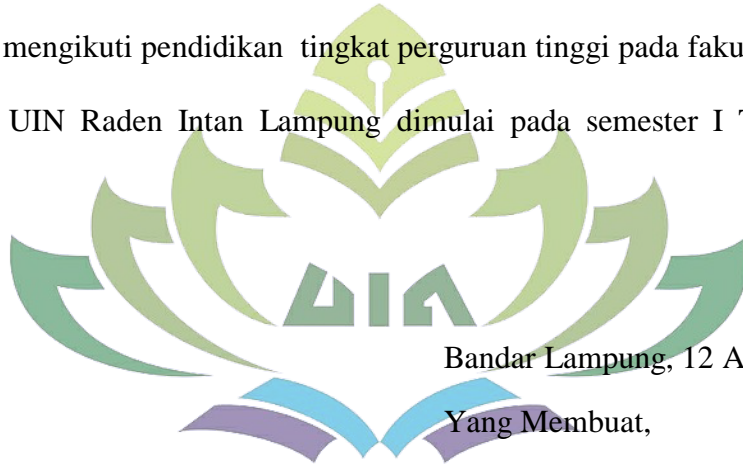 mengikuti pendidikan tingkat perguruan tinggi pada faku
UIN Raden Intan Lampung dimulai pada semester I T
UIN
Bandar Lampung, 12 A
Yang Membuat,